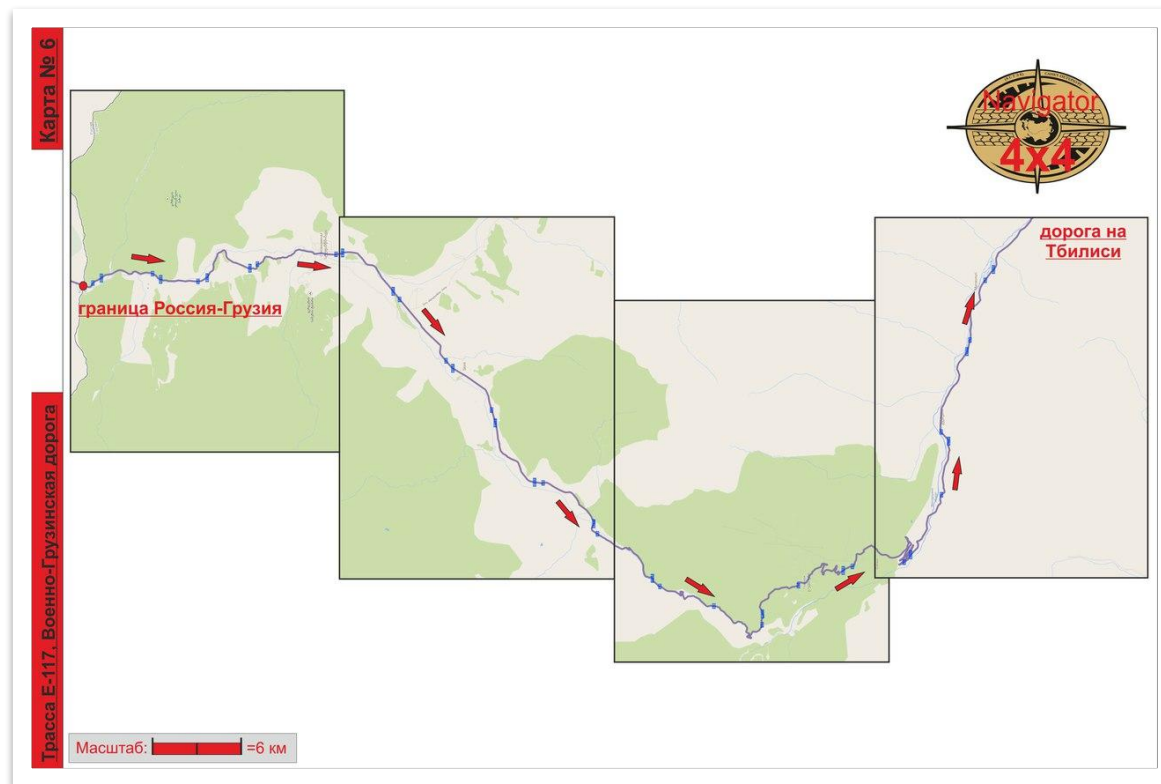 Карта № 6
Navigator
4x4
дорога на
Тбилиси
граница Россия-Грузия
Трасса E-117, Военно-Грузинская дорога
Масштаб: =6 км